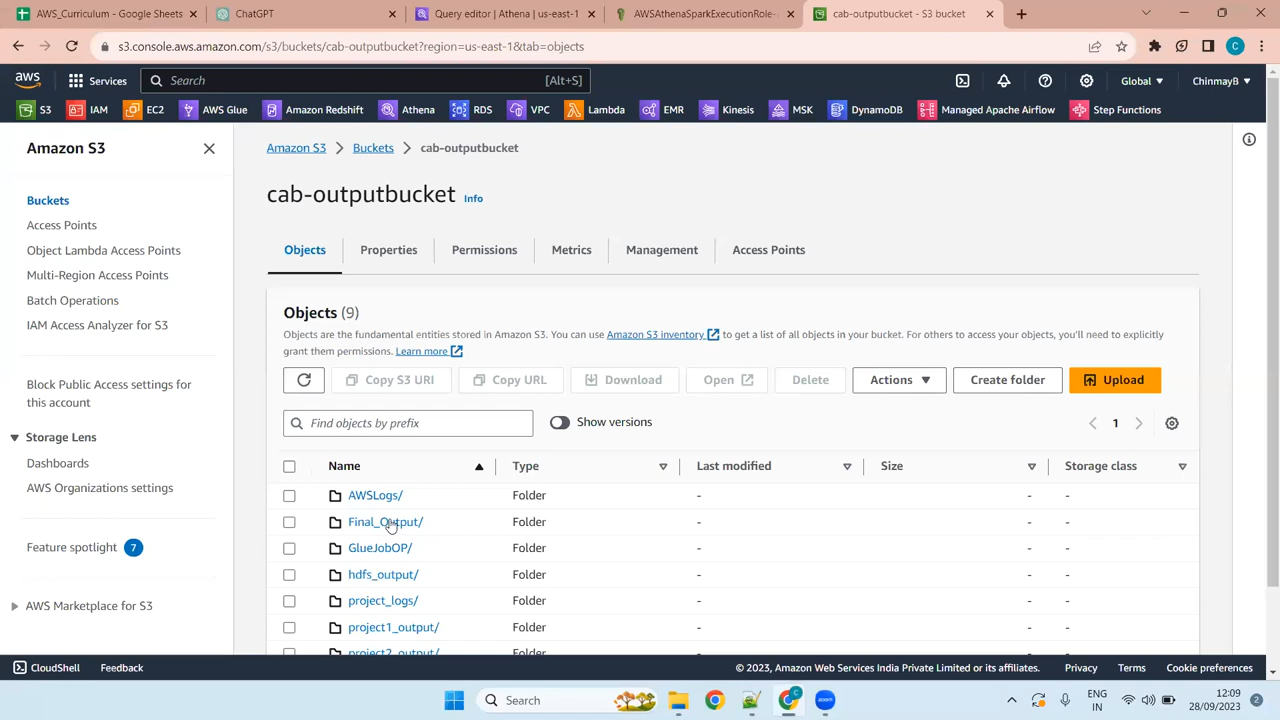 AWS_Curriculum - Google Sheets
ChatGPT
Query editor | Athena | us-east-1
AWSAthenaSparkExecutionRole-
cab-outputbucket - S3 bucket
s3.console.aws.amazon.com/s3/buckets/cab-outputbucket?region=us-east-1&tab=objects
C
aws
Services
Search
[Alt+S]
Global
ChinmayB
S3
IAM
EC2
AWS Glue
Amazon Redshift
Athena
RDS
VPC
Lambda
EMR
Kinesis
MSK
DynamoDB
Managed Apache Airflow
Step Functions
Amazon S3
Buckets
Access Points
Object Lambda Access Points
Multi-Region Access Points
Batch Operations
IAM Access Analyzer for S3
Block Public Access settings for
this account
Storage Lens
Dashboards
AWS Organizations settings
Feature spotlight 7
AWS Marketplace for S3
Amazon S3 > Buckets > cab-outputbucket
cab-outputbucket Info
Objects
Properties
Permissions
Metrics
Management
Access Points
Objects (9)
Objects are the fundamental entities stored in Amazon S3. You can use Amazon S3 inventory to get a list of all objects in your bucket. For others to access your objects, you'll need to explicitly
grant them permissions. Learn more
Copy S3 URI
Copy URL
Download
Open
Delete
Actions
Create folder
Upload
Find objects by prefix
Show versions
1
Name Type Last modified Size Storage class
AWSLogs/ Folder - - -
Final_Output/ Folder - - -
GlueJobOP/ Folder - - -
hdfs_output/ Folder - - -
project_logs/ Folder - - -
project1_output/ Folder - - -
project2_output/ Folder - - -
CloudShell
Feedback
© 2023, Amazon Web Services India Private Limited or its affiliates.
Privacy
Terms
Cookie preferences
Search
C
zoom
ENG
IN
12:09
28/09/2023
2